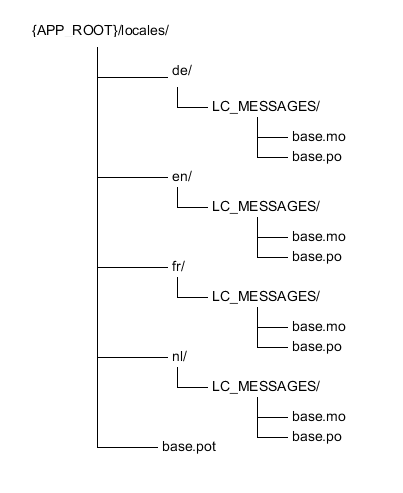 {APP ROOT}/locales/
de/
LC_MESSAGES/
base.mo
base.po
en/
LC_MESSAGES/
base.mo
base.po
fr/
LC_MESSAGES/
base.mo
base.po
nl/
LC_MESSAGES/
base.mo
base.po
base.pot